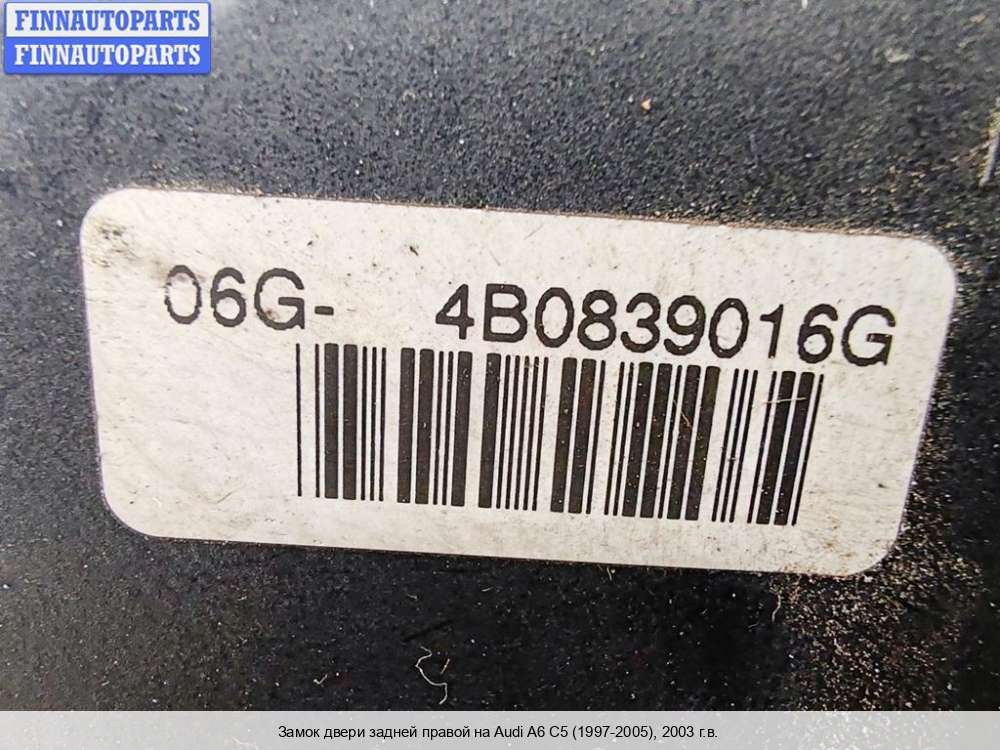 FINNAUTOPARTS
FINNAUTOPARTS
06G- 4B0839016G
Замок двери задней правой на Audi A6 C5 (1997-2005), 2003 г.в.